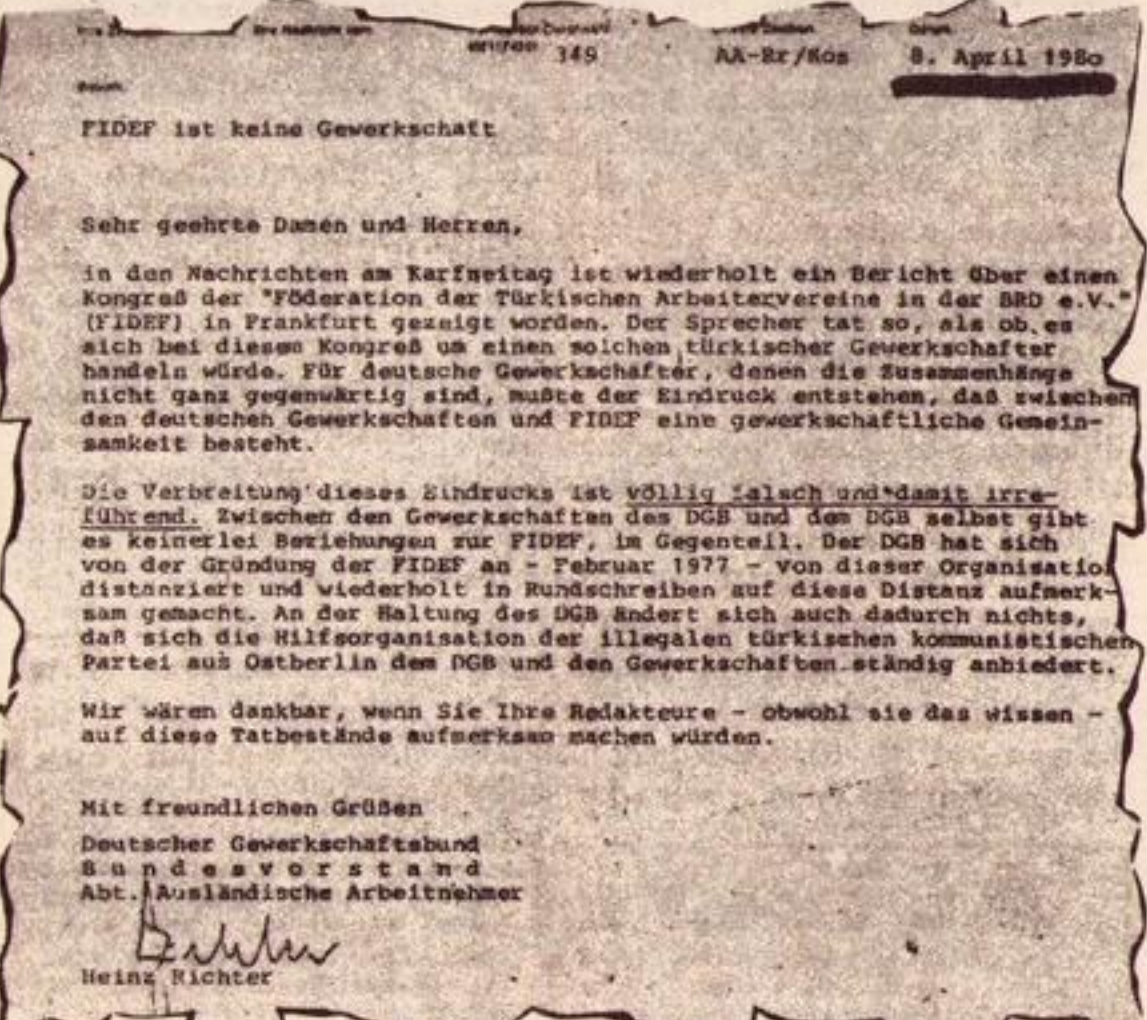 349 AA-Rr/Kos 8. April 1980
FIDEF ist keine Gewerkschaft
Sehr geehrte Damen und Herren,
in den Nachrichten am Karfreitag ist wiederholt ein Bericht über einen
Kongreß der "Föderation der Türkischen Arbeitervereine in der BRD e.V."
(FIDEF) in Frankfurt gezeigt worden. Der Sprecher tat so, als ob es
sich bei diesem Kongreß um einen solchen türkischer Gewerkschafter
handeln würde. Für deutsche Gewerkschafter, denen die Zusammenhänge
nicht ganz gegenwärtig sind, mußte der Eindruck entstehen, daß zwischen
den deutschen Gewerkschaften und FIDEF eine gewerkschaftliche Gemein-
samkeit besteht.
Die Verbreitung dieses Eindrucks ist völlig falsch und damit irre-
führend. Zwischen den Gewerkschaften des DGB und dem DGB selbst gibt
es keinerlei Beziehungen zur FIDEF, im Gegenteil. Der DGB hat sich
von der Gründung der FIDEF an - Februar 1977 - von dieser Organisation
distanziert und wiederholt in Rundschreiben auf diese Distanz aufmerk-
sam gemacht. An der Haltung des DGB ändert sich auch dadurch nichts,
daß sich die Hilfsorganisation der illegalen türkischen kommunistischen
Partei aus Ostberlin dem DGB und den Gewerkschaften ständig anbiedert.
Wir wären dankbar, wenn Sie Ihre Redakteure - obwohl sie das wissen -
auf diese Tatbestände aufmerksam machen würden.
Mit freundlichen Grüßen
Deutscher Gewerkschaftsbund
B u n d e s v o r s t a n d
Abt. Ausländische Arbeitnehmer
Heinz Richter